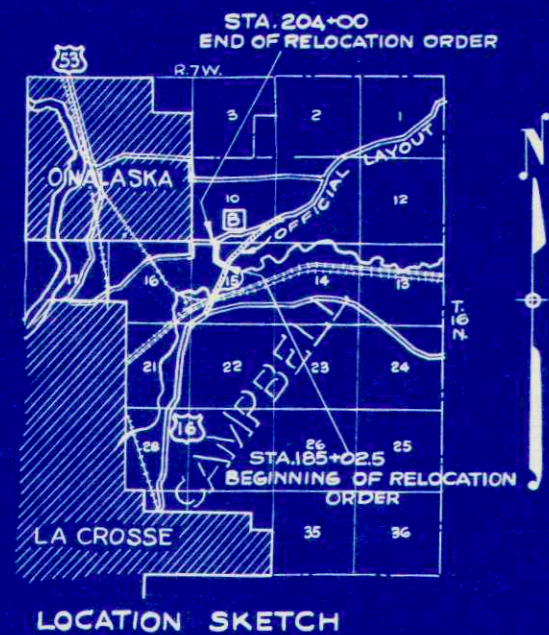 STA. 204+00
END OF RELOCATION ORDER
53
R.7W.
3 2 1
ONALASKA
OFFICIAL LAYOUT
10 12
B
N
17 16 15 14 13
T.
16
N.
21 22 23 24
CAMPBELL
16
28 26 25
STA.185+02.5
BEGINNING OF RELOCATION
ORDER
35 36
LA CROSSE
LOCATION SKETCH